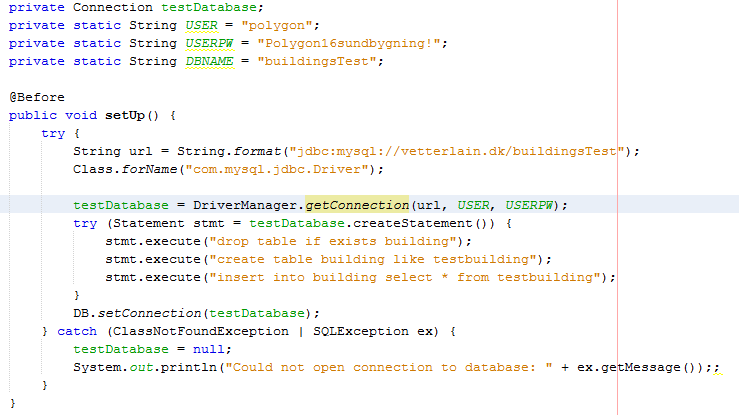 private Connection testDatabase;
private static String USER = "polygon";
private static String USERPW = "Polygon16sundbygning!";
private static String DBNAME = "buildingsTest";
@Before
public void setUp() {
try {
String url = String.format("jdbc:mysql://vetterlain.dk/buildingsTest");
Class.forName("com.mysql.jdbc.Driver");
testDatabase = DriverManager.getConnection(url, USER, USERPW);
try (Statement stmt = testDatabase.createStatement()) {
stmt.execute("drop table if exists building");
stmt.execute("create table building like testbuilding");
stmt.execute("insert into building select * from testbuilding");
}
DB.setConnection(testDatabase);
} catch (ClassNotFoundException | SQLException ex) {
testDatabase = null;
System.out.println("Could not open connection to database: " + ex.getMessage());;
}
}